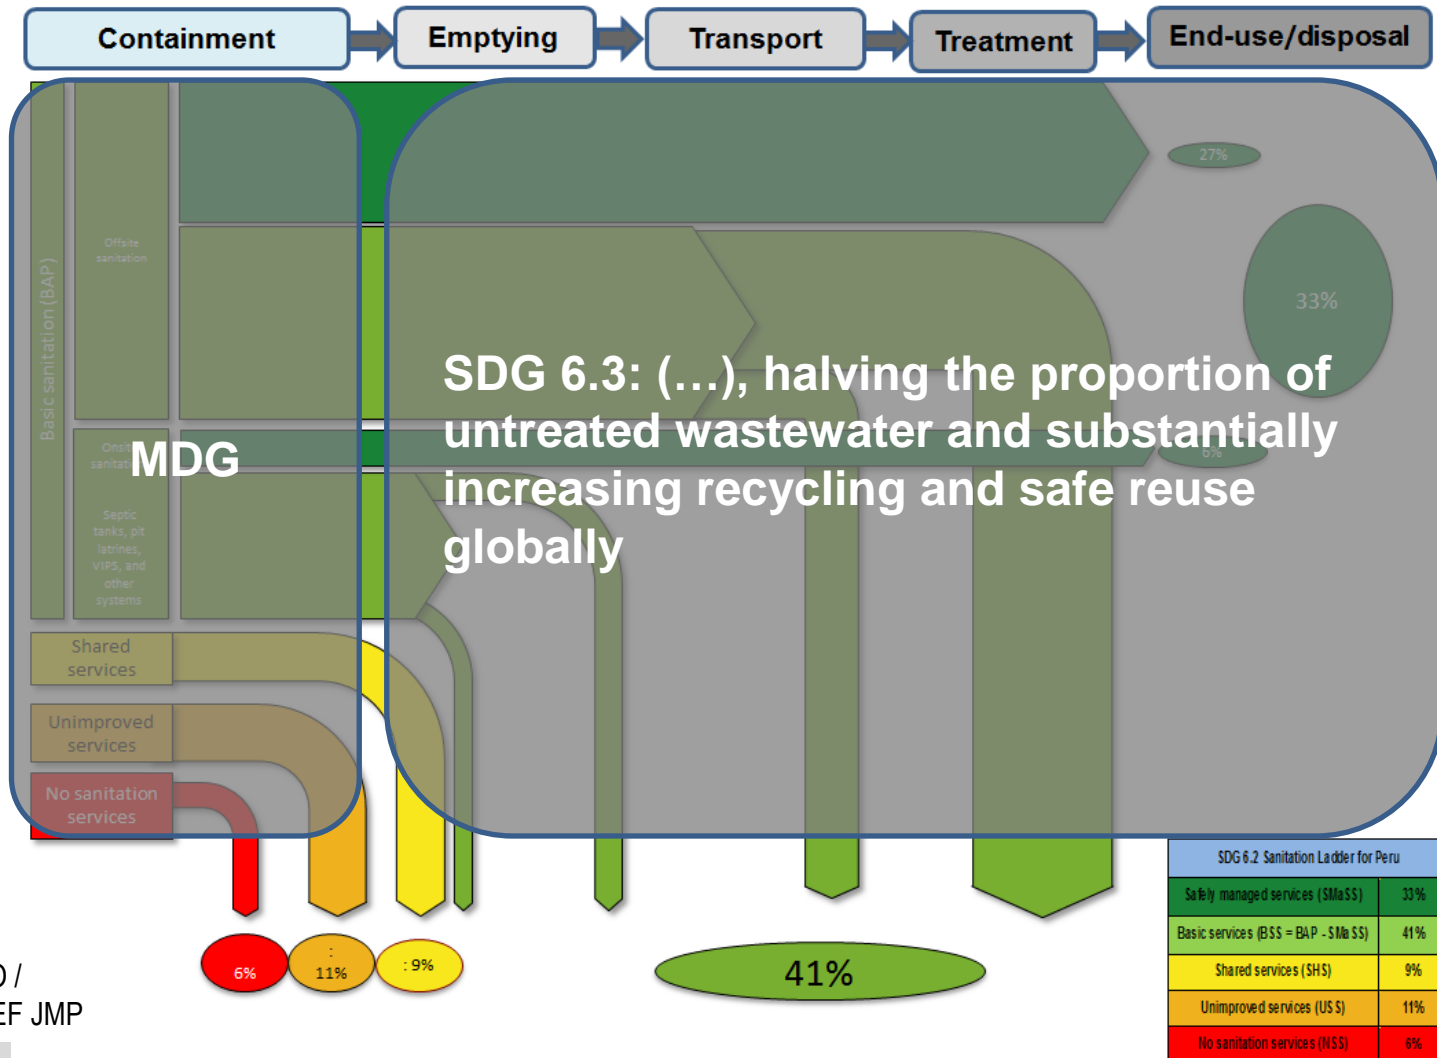 Containment
Emptying
Transport
Treatment
End-use/disposal
Basic sanitation (BAP)
Offsite
sanitation
27%
33%
SDG 6.3: (…), halving the proportion of
untreated wastewater and substantially
increasing recycling and safe reuse
globally
MDG
Onsite
sanitation
6%
Septic
tanks, pit
latrines,
VIPS, and
other
systems
Shared
services
Unimproved
services
No sanitation
services
6%
:
11%
: 9%
41%
SDG 6.2 Sanitation Ladder for Peru
Safely managed services (SMaSS) 33%
Basic services (BSS = BAP - SMaSS) 41%
Shared services (SHS) 9%
Unimproved services (USS) 11%
No sanitation services (NSS) 6%
/
JMP